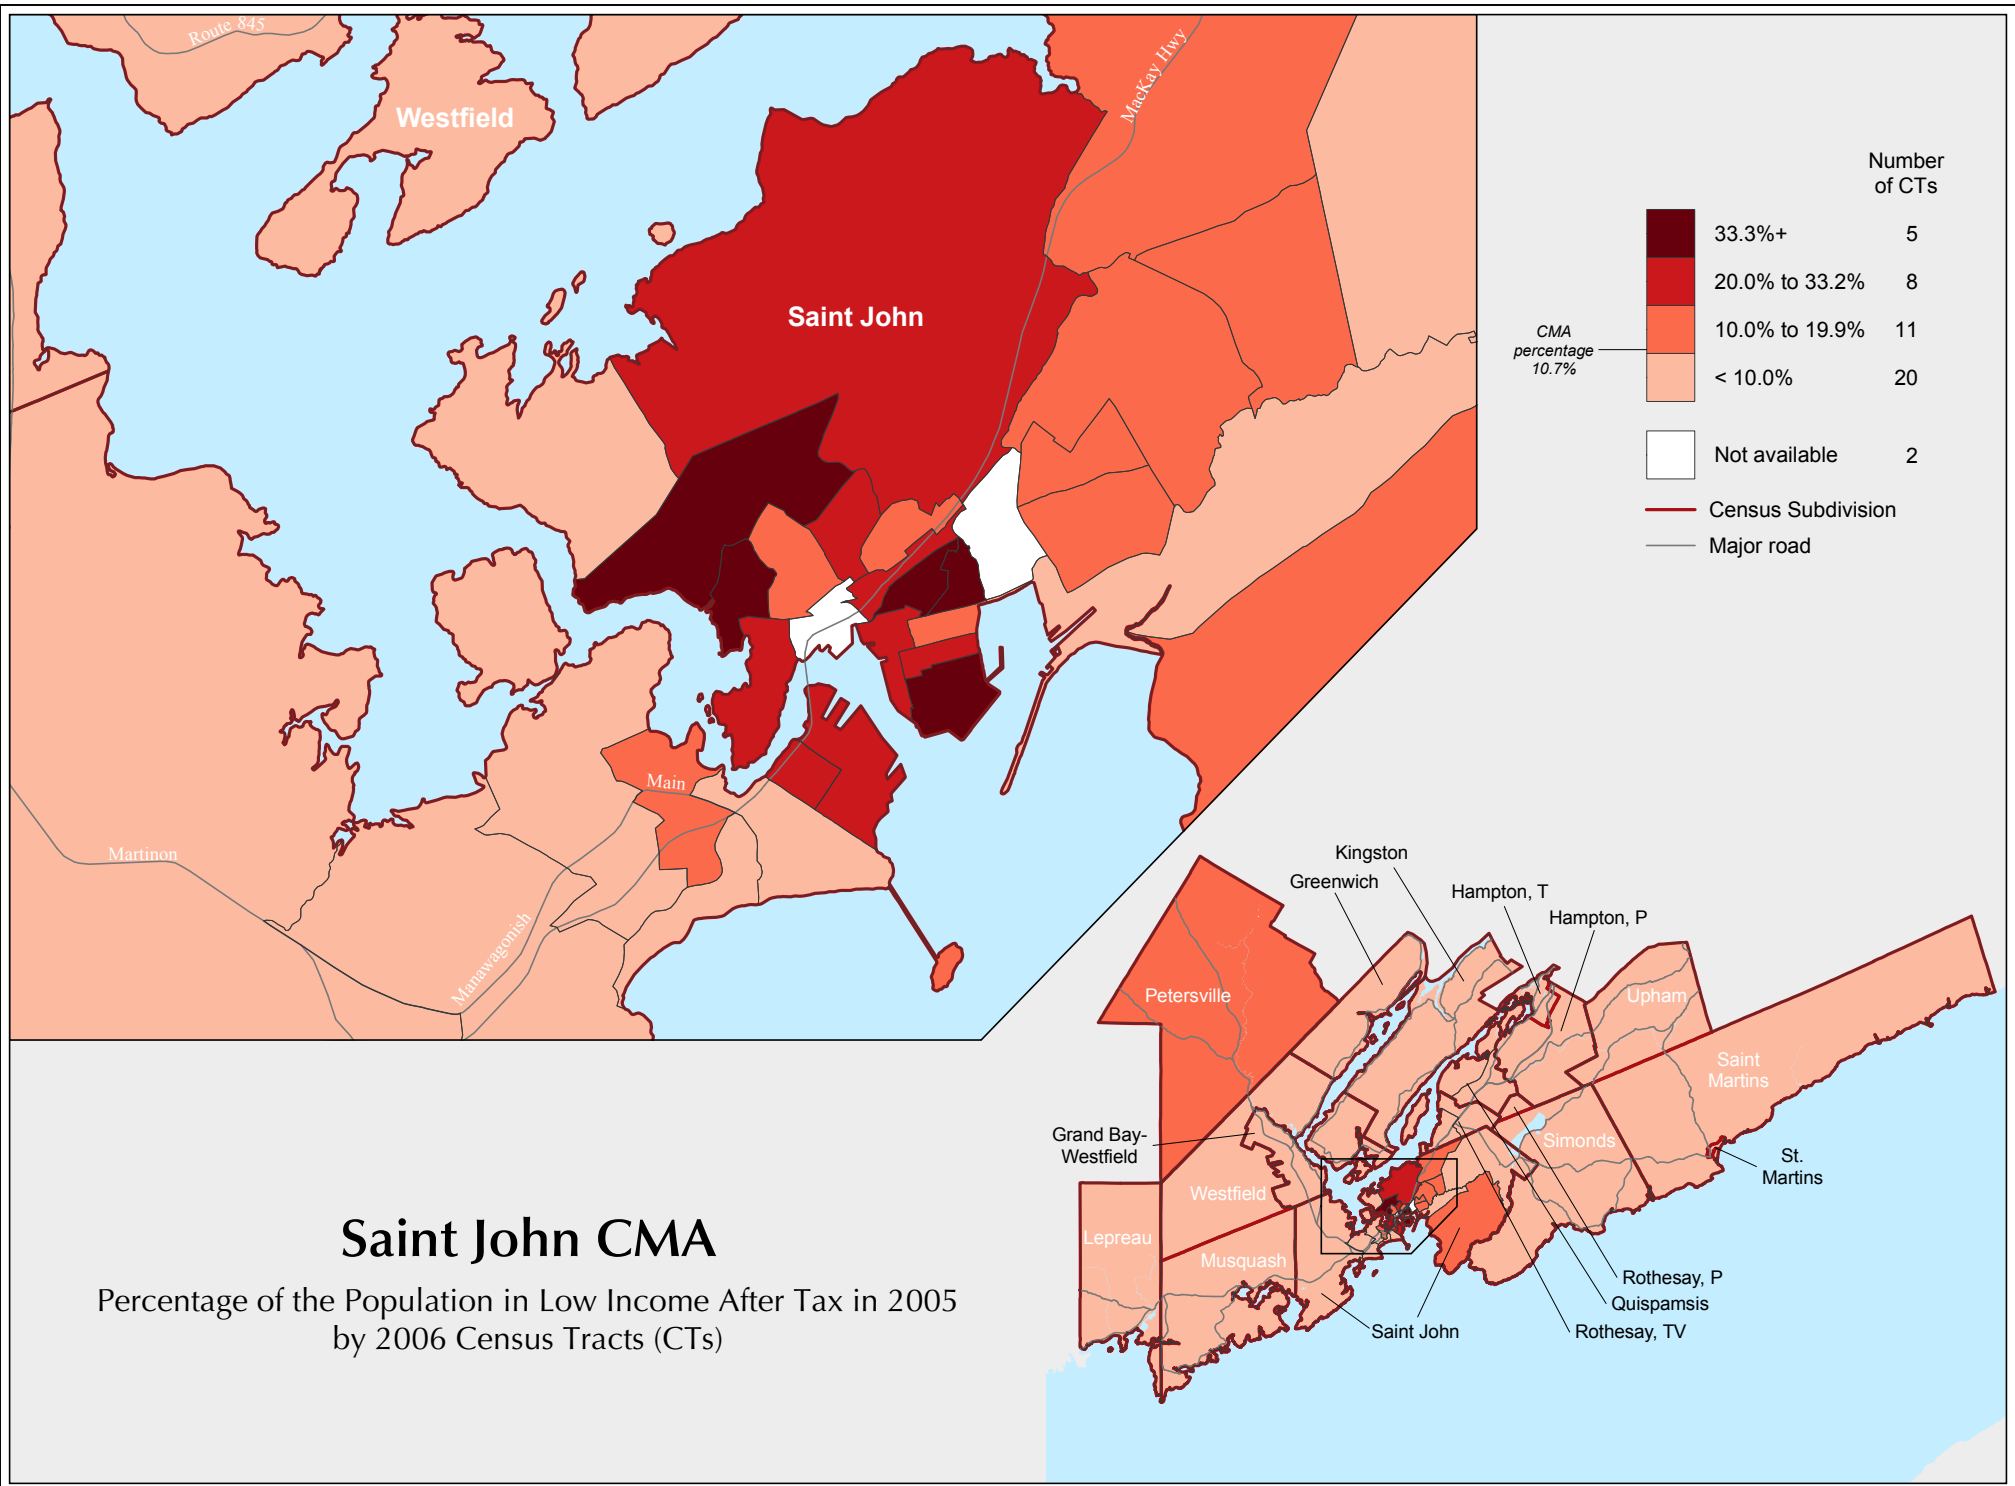 Route 845
Westfield
MacKay Hwy
Saint John
Main
Martinon
Manawagonish
Number
of CTs
33.3%+ 5
20.0% to 33.2% 8
10.0% to 19.9% 11
< 10.0% 20
CMA
percentage
10.7%
Not available 2
Census Subdivision
Major road
Kingston
Greenwich
Hampton, T
Hampton, P
Petersville
Upham
Saint
Martins
Grand Bay-
Westfield
Simonds
St.
Martins
Westfield
Lepreau
Musquash
Rothesay, P
Quispamsis
Rothesay, TV
Saint John
Saint John CMA
Percentage of the Population in Low Income After Tax in 2005
by 2006 Census Tracts (CTs)